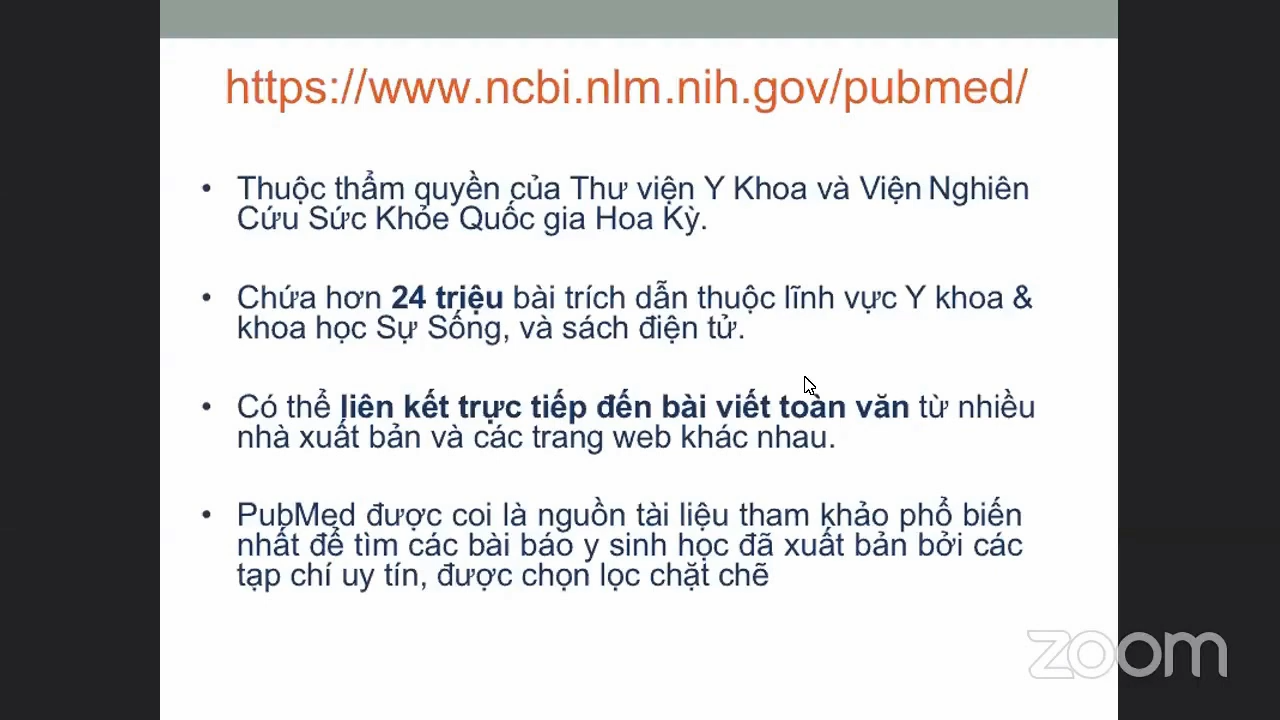 https://www.ncbi.nlm.nih.gov/pubmed/
• Thuộc thẩm quyền của Thư viện Y Khoa và Viện Nghiên
Cứu Sức Khỏe Quốc gia Hoa Kỳ.
• Chứa hơn 24 triệu bài trích dẫn thuộc lĩnh vực Y khoa &
khoa học Sự Sống, và sách điện tử.
• Có thể liên kết trực tiếp đến bài viết toàn văn từ nhiều
nhà xuất bản và các trang web khác nhau.
• PubMed được coi là nguồn tài liệu tham khảo phổ biến
nhất để tìm các bài báo y sinh học đã xuất bản bởi các
tạp chí uy tín, được chọn lọc chặt chẽ
zoom